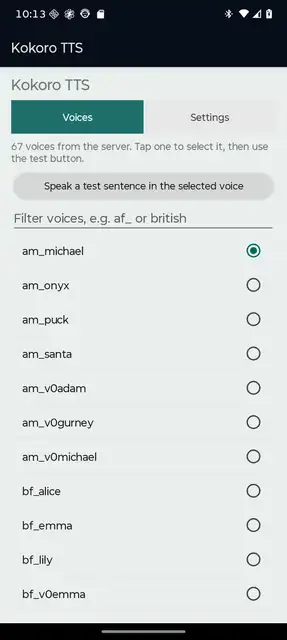 10:13
Kokoro TTS
Kokoro TTS
Voices
Settings
67 voices from the server. Tap one to select it, then use
the test button.
Speak a test sentence in the selected voice
Filter voices, e.g. af_ or british
am_michael
am_onyx
am_puck
am_santa
am_v0adam
am_v0gurney
am_v0michael
bf_alice
bf_emma
bf_lily
bf_v0emma